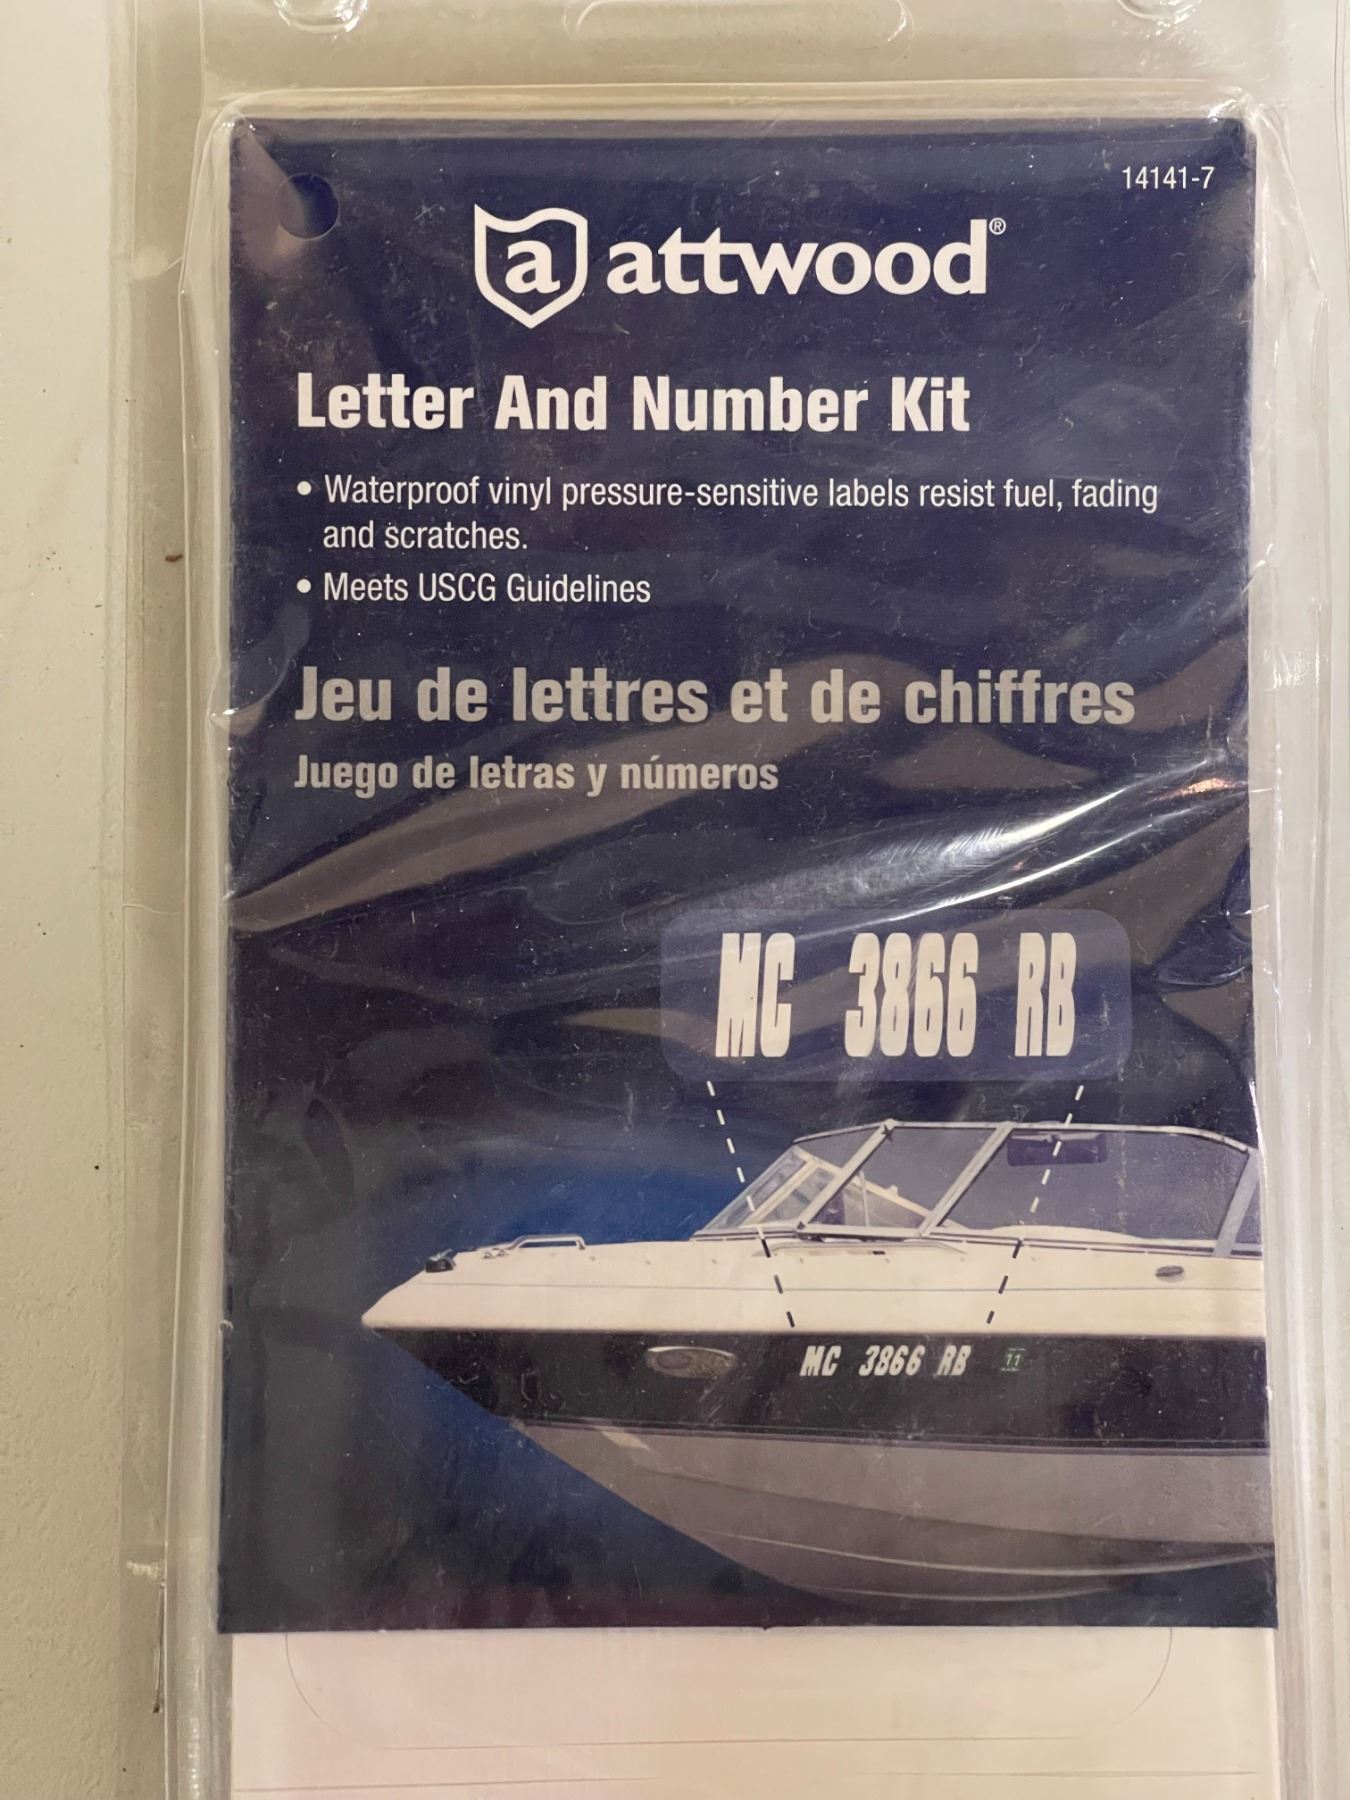 14141-7
a attwood®
Letter And Number Kit
• Waterproof vinyl pressure-sensitive labels resist fuel, fading
and scratches.
• Meets USCG Guidelines
Jeu de lettres et de chiffres
Juego de letras y números
MC 3866 RB
MC 3866 RB 11